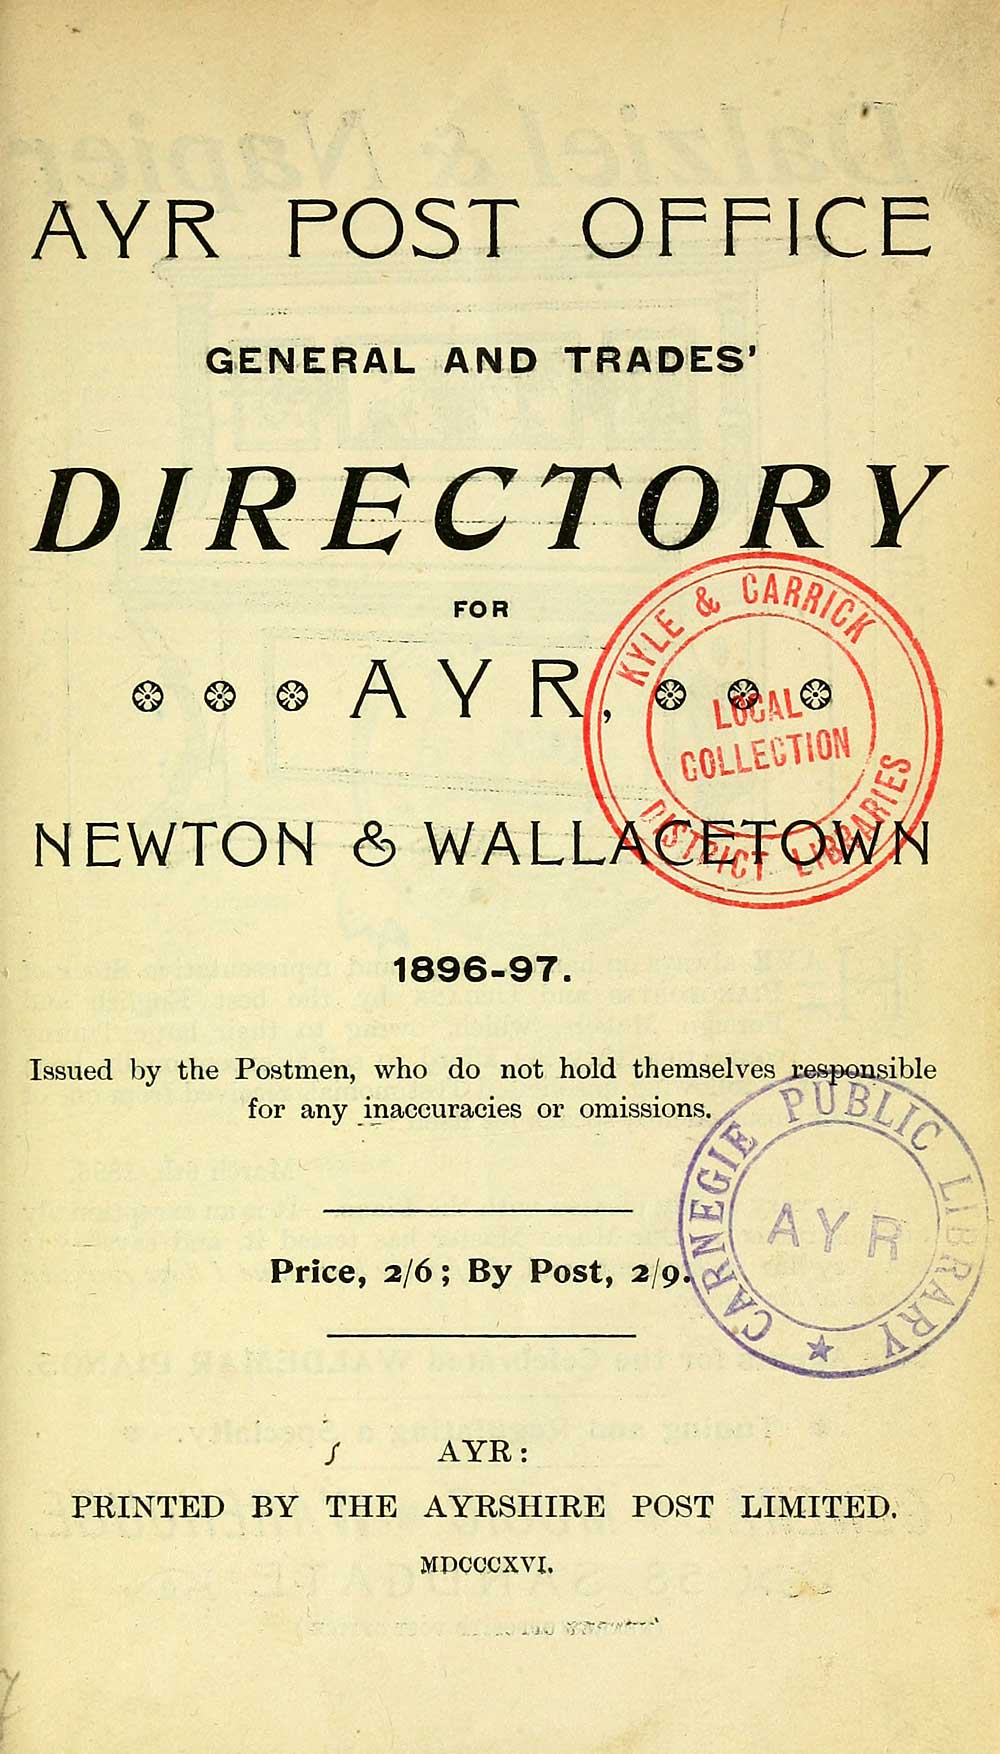 AYR POST OFFICE
GENERAL AND TRADES'
DIRECTORY
FOR
AYR,
NEWTON & WALLACETOWN
1896-97.
Issued by the Postmen, who do not hold themselves responsible
for any inaccuracies or omissions.
Price, 2/6; By Post, 2/9.
AYR:
PRINTED BY THE AYRSHIRE POST LIMITED.
MDCCCXVI.
KYLE & CARRICK
LOCAL
COLLECTION
DISTRICT LIBRARIES
CARNEGIE PUBLIC LIBRARY
AYR